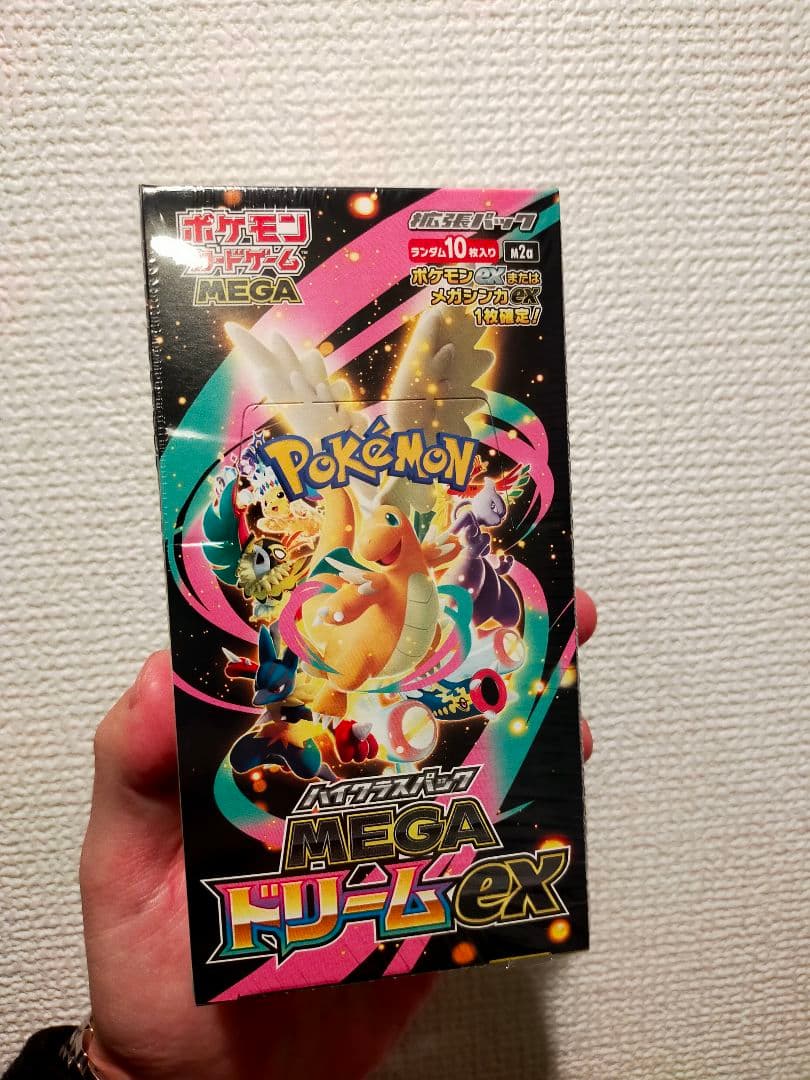 ポケモン
カードゲーム™
MEGA
拡張パック
ランダム10枚入り M2a
ポケモンexまたは
メガシンカex
1枚確定!
POKéMON™
ハイクラスパック
MEGA
ドリームex